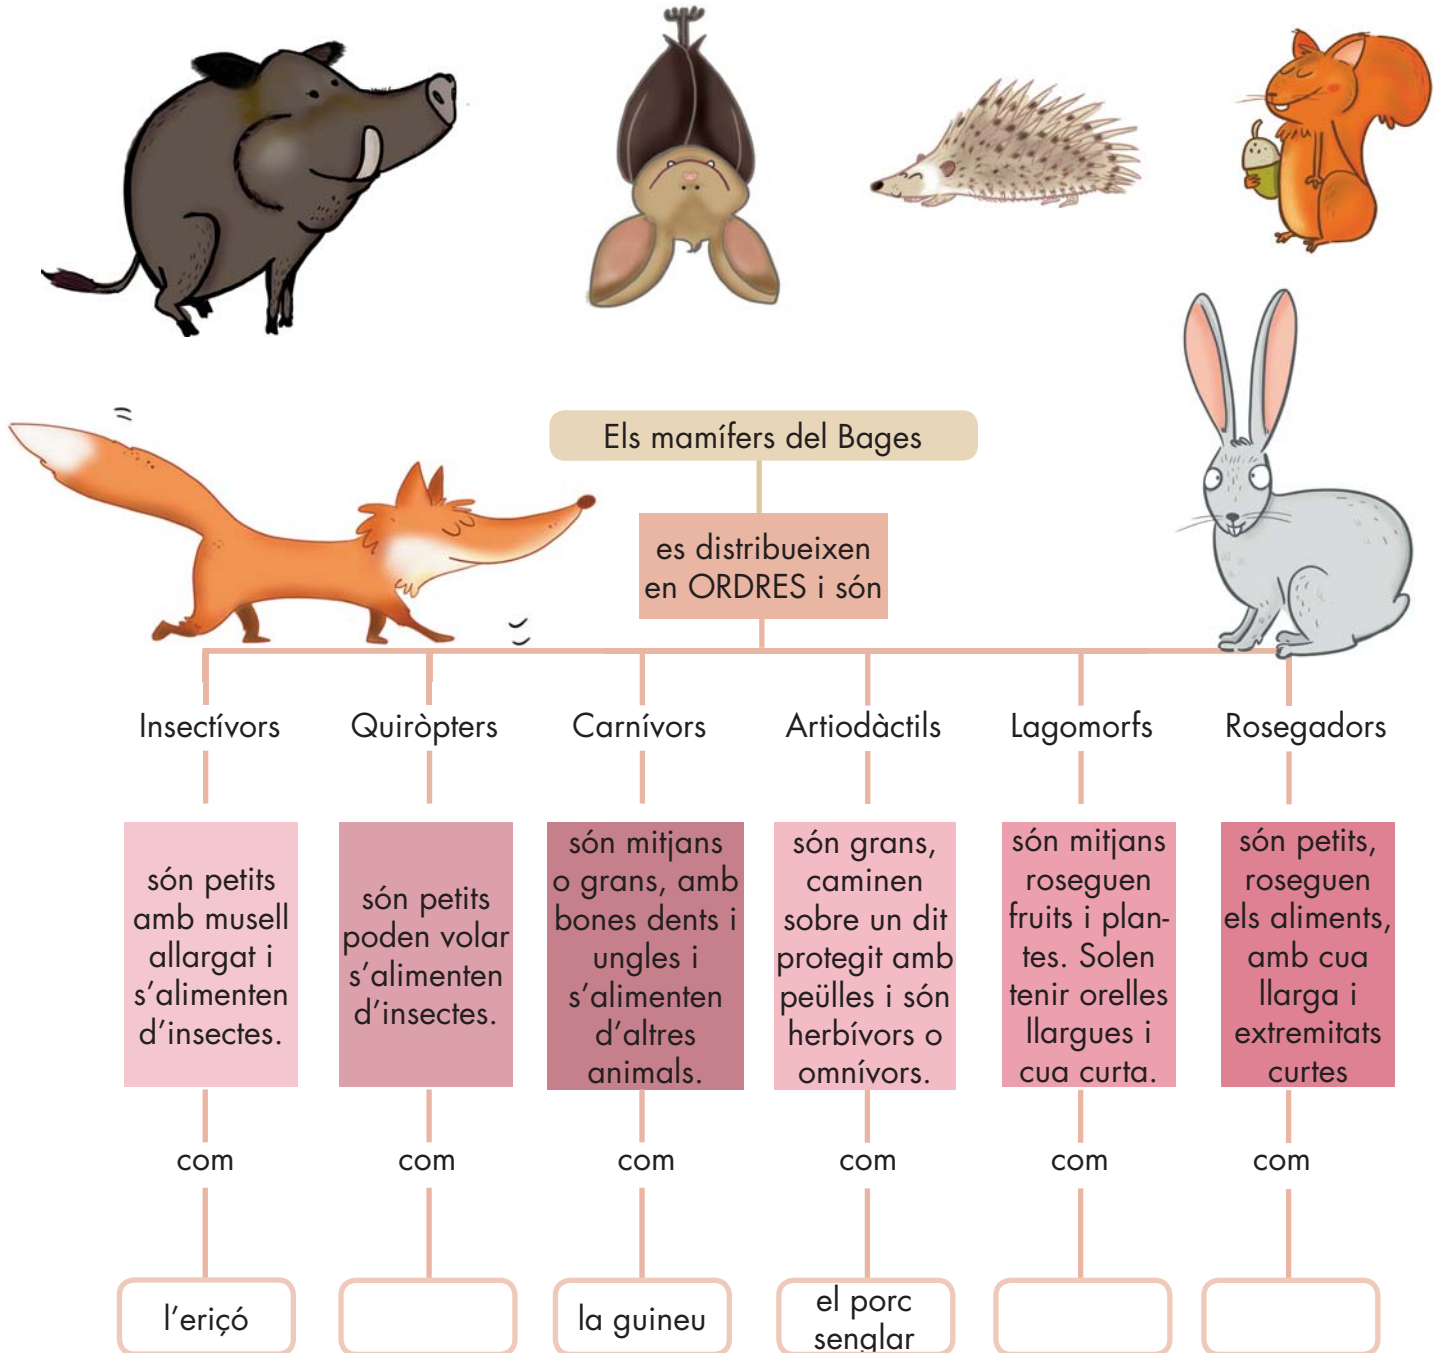 Els mamífers del Bages
es distribueixen
en ORDRES i són
Insectívors
Quiròpters
Carnívors
Artiodàctils
Lagomorfs
Rosegadors
són petits
amb musell
allargat i
s’alimenten
d’insectes.
són petits
poden volar
s’alimenten
d’insectes.
són mitjans
o grans, amb
bones dents i
ungles i
s’alimenten
d’altres
animals.
són grans,
caminen
sobre un dit
protegit amb
peülles i són
herbívors o
omnívors.
són mitjans
roseguen
fruits i plan-
tes. Solen
tenir orelles
llargues i
cua curta.
són petits,
roseguen
els aliments,
amb cua
llarga i
extremitats
curtes
com
com
com
com
com
com
l’eriçó
la guineu
el porc
senglar